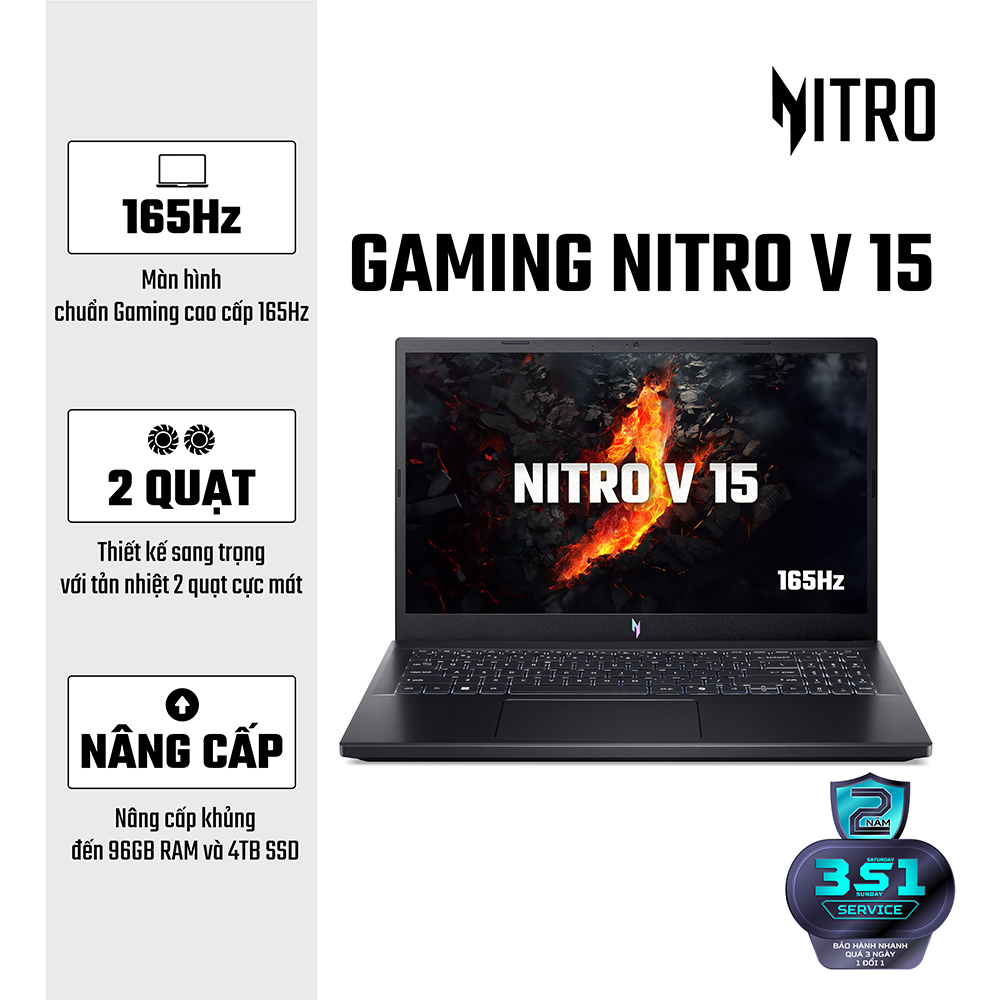 NITRO
GAMING NITRO V 15
165Hz
Màn hình
chuẩn Gaming cao cấp 165Hz
2 QUẠT
Thiết kế sang trọng
với tản nhiệt 2 quạt cực mát
NÂNG CẤP
Nâng cấp khủng
đến 96GB RAM và 4TB SSD
NITRO V 15
165Hz
2
NĂM
SATURDAY
3S1
SUNDAY
SERVICE
BẢO HÀNH NHANH
QUÁ 3 NGÀY
1 ĐỔI 1